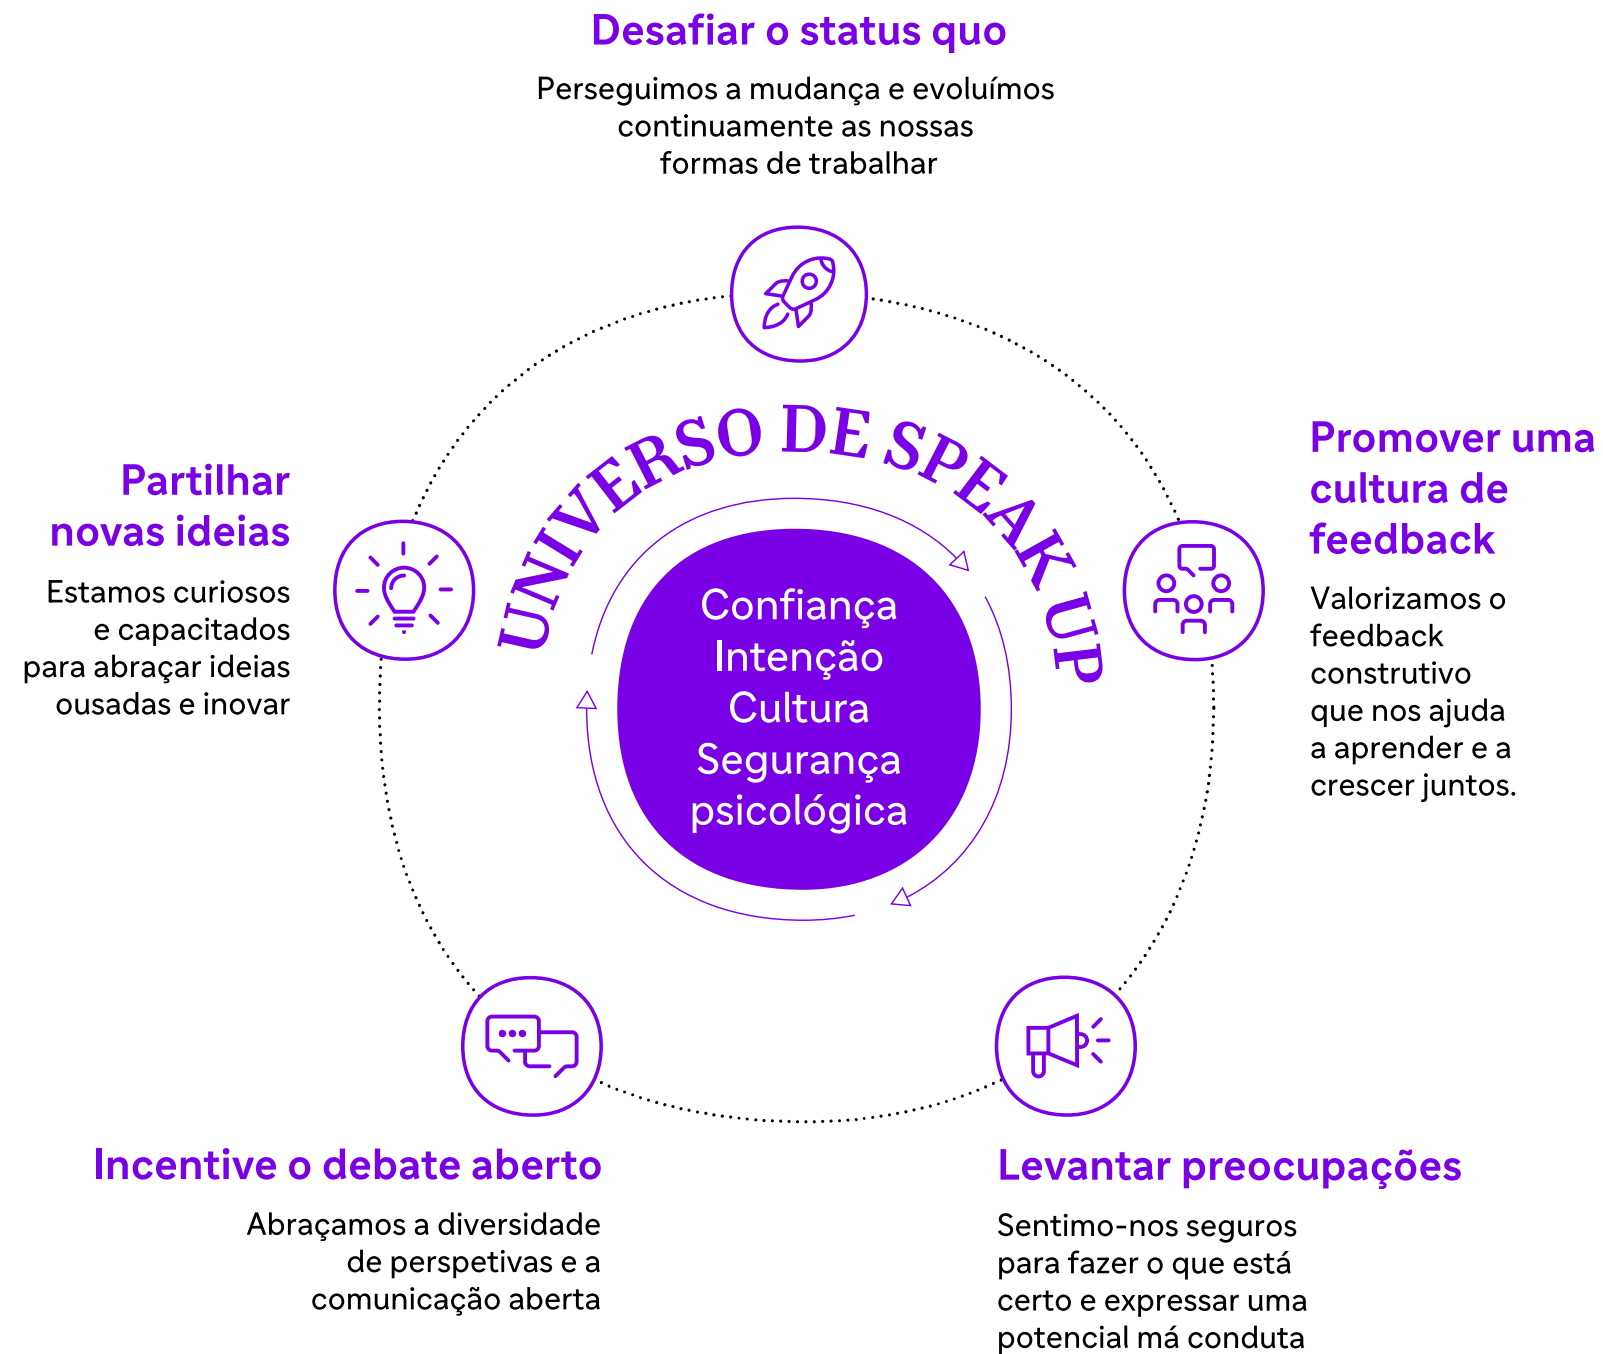 Desafiar o status quo
Perseguimos a mudança e evoluímos
continuamente as nossas
formas de trabalhar
UNIVERSO DE SPEAK UP
Partilhar
novas ideias
Estamos curiosos
e capacitados
para abraçar ideias
ousadas e inovar
Confiança
Intenção
Cultura
Segurança
psicológica
Promover uma
cultura de
feedback
Valorizamos o
feedback
construtivo
que nos ajuda
a aprender e a
crescer juntos.
Incentive o debate aberto
Abraçamos a diversidade
de perspetivas e a
comunicação aberta
Levantar preocupações
Sentimo-nos seguros
para fazer o que está
certo e expressar uma
potencial má conduta